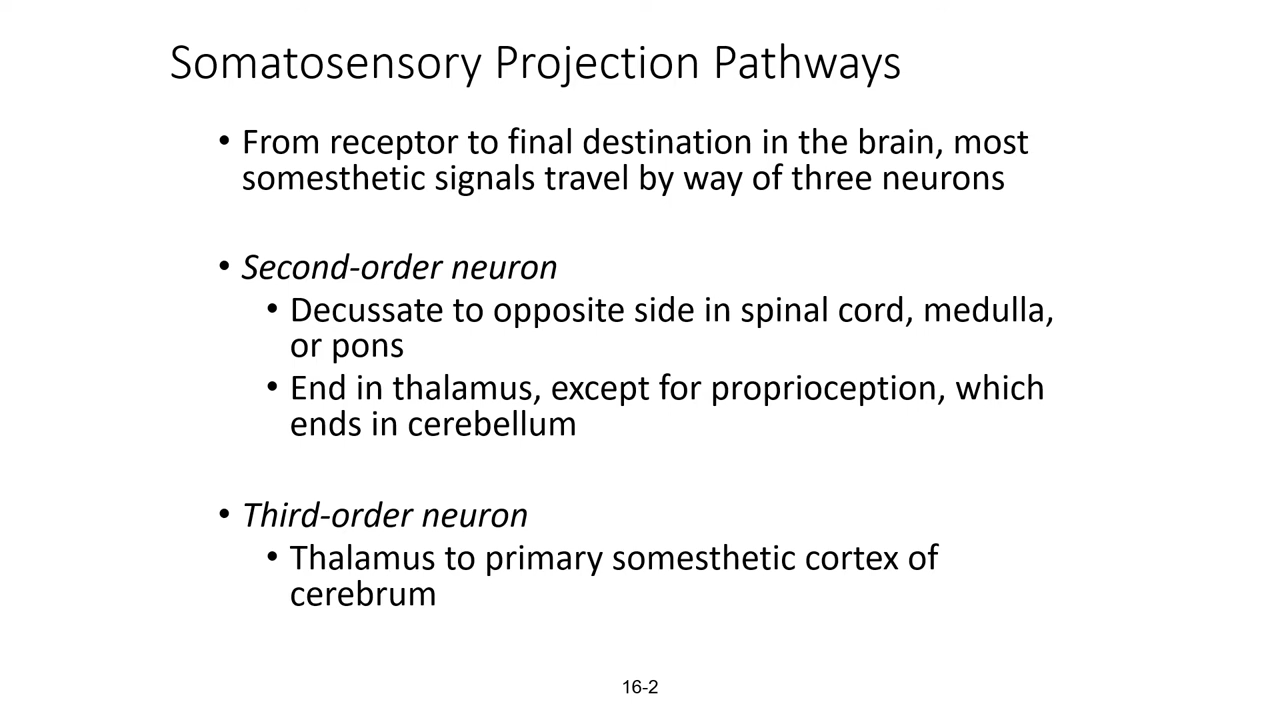 Somatosensory Projection Pathways
• From receptor to final destination in the brain, most
somesthetic signals travel by way of three neurons
• Second-order neuron
• Decussate to opposite side in spinal cord, medulla,
or pons
• End in thalamus, except for proprioception, which
ends in cerebellum
• Third-order neuron
• Thalamus to primary somesthetic cortex of
cerebrum
16-2